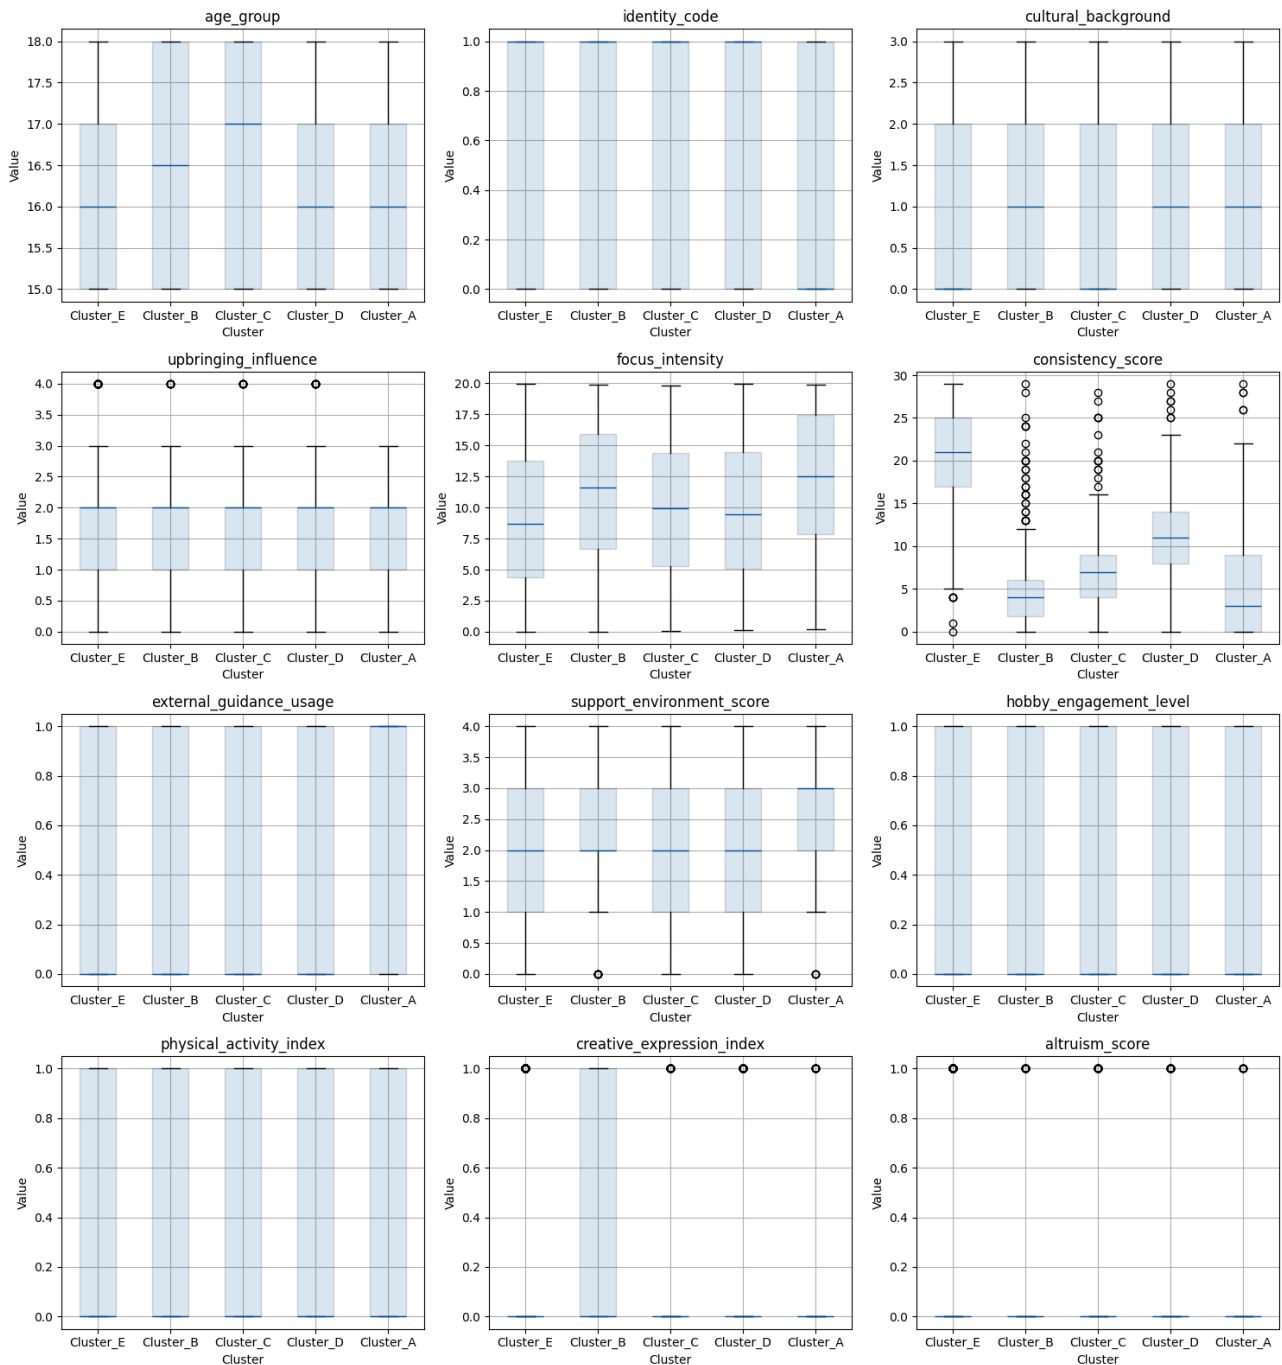 age_group
18.0
17.5
17.0
16.5
16.0
15.5
15.0
Value
Cluster_E Cluster_B Cluster_C Cluster_D Cluster_A
Cluster
identity_code
1.0
0.8
0.6
0.4
0.2
0.0
Value
Cluster_E Cluster_B Cluster_C Cluster_D Cluster_A
Cluster
cultural_background
3.0
2.5
2.0
1.5
1.0
0.5
0.0
Value
Cluster_E Cluster_B Cluster_C Cluster_D Cluster_A
Cluster
upbringing_influence
4.0
3.5
3.0
2.5
2.0
1.5
1.0
0.5
0.0
Value
Cluster_E Cluster_B Cluster_C Cluster_D Cluster_A
Cluster
focus_intensity
20.0
17.5
15.0
12.5
10.0
7.5
5.0
2.5
0.0
Value
Cluster_E Cluster_B Cluster_C Cluster_D Cluster_A
Cluster
consistency_score
30
25
20
15
10
5
0
Value
Cluster_E Cluster_B Cluster_C Cluster_D Cluster_A
Cluster
external_guidance_usage
1.0
0.8
0.6
0.4
0.2
0.0
Value
Cluster_E Cluster_B Cluster_C Cluster_D Cluster_A
Cluster
support_environment_score
4.0
3.5
3.0
2.5
2.0
1.5
1.0
0.5
0.0
Value
Cluster_E Cluster_B Cluster_C Cluster_D Cluster_A
Cluster
hobby_engagement_level
1.0
0.8
0.6
0.4
0.2
0.0
Value
Cluster_E Cluster_B Cluster_C Cluster_D Cluster_A
Cluster
physical_activity_index
1.0
0.8
0.6
0.4
0.2
0.0
Value
Cluster_E Cluster_B Cluster_C Cluster_D Cluster_A
Cluster
creative_expression_index
1.0
0.8
0.6
0.4
0.2
0.0
Value
Cluster_E Cluster_B Cluster_C Cluster_D Cluster_A
Cluster
altruism_score
1.0
0.8
0.6
0.4
0.2
0.0
Value
Cluster_E Cluster_B Cluster_C Cluster_D Cluster_A
Cluster